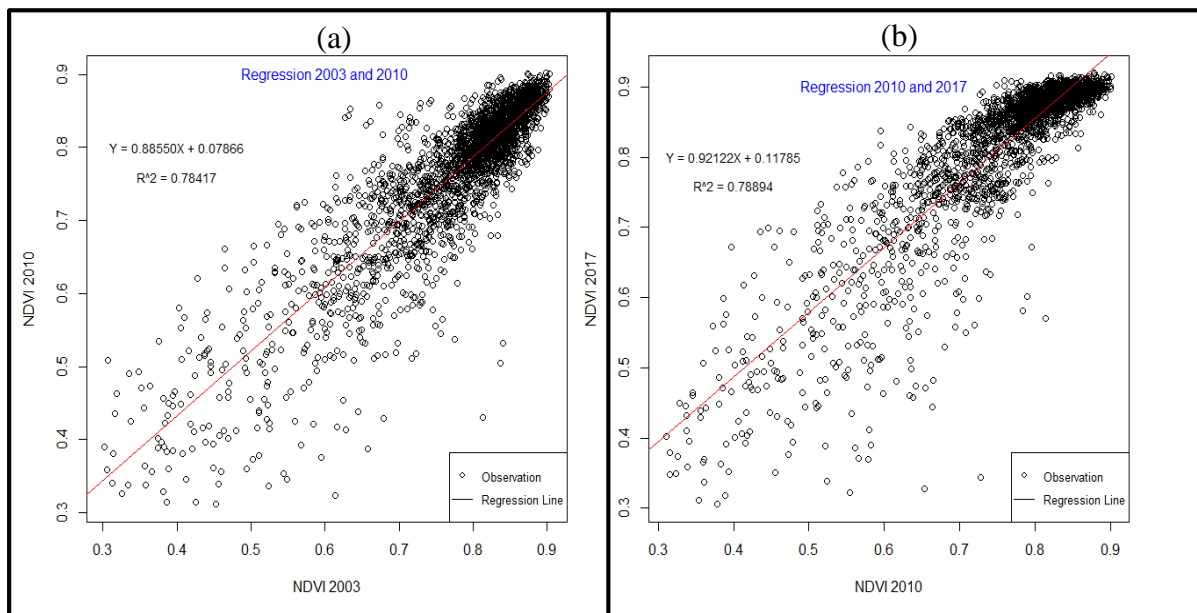 (a)
Regression 2003 and 2010
Y = 0.88550X + 0.07866
R^2 = 0.78417
NDVI 2010
0.9
0.8
0.7
0.6
0.5
0.4
0.3
Observation
Regression Line
0.3 0.4 0.5 0.6 0.7 0.8 0.9
NDVI 2003
(b)
Regression 2010 and 2017
Y = 0.92122X + 0.11785
R^2 = 0.78894
NDVI 2017
0.9
0.8
0.7
0.6
0.5
0.4
0.3
Observation
Regression Line
0.3 0.4 0.5 0.6 0.7 0.8 0.9
NDVI 2010